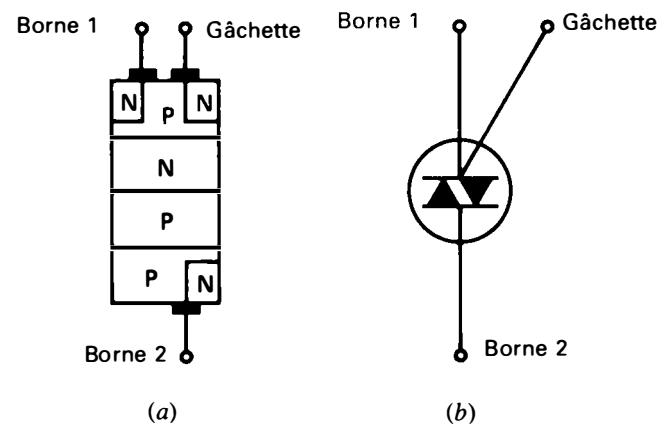 Borne 1 Gâchette
N P N
N
P
P N
Borne 2
(a)
Borne 1 Gâchette
Borne 2
(b)